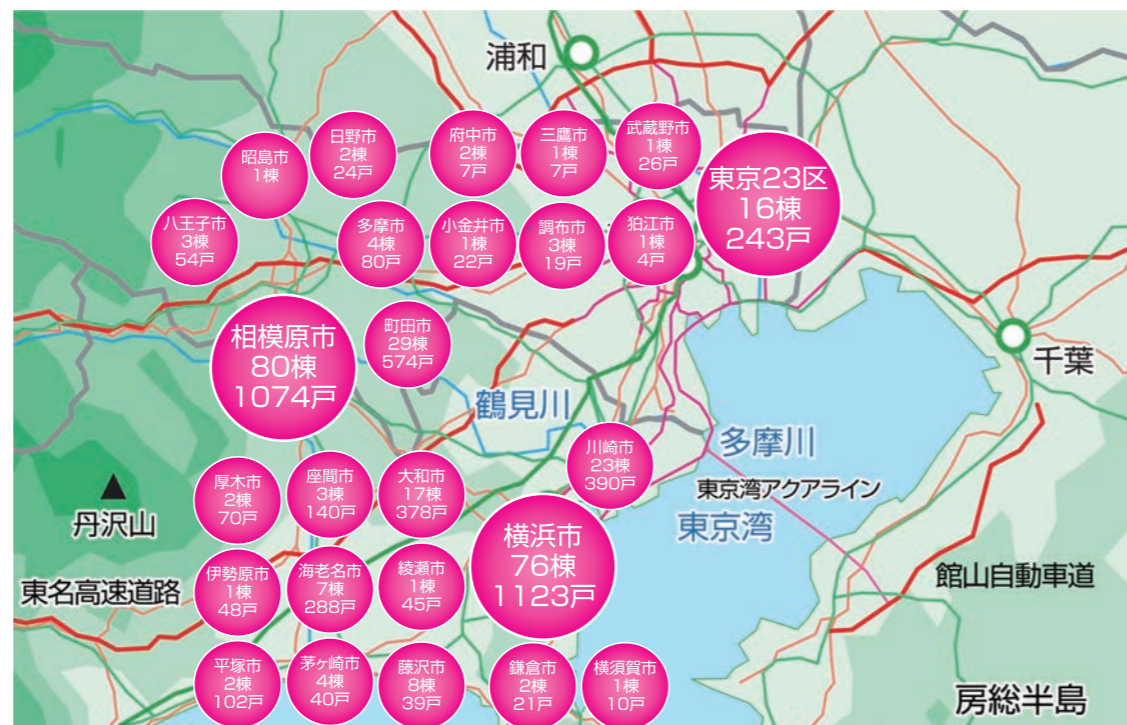 浦和
昭島市
1棟
日野市
2棟
24戸
府中市
2棟
7戸
三鷹市
1棟
7戸
武蔵野市
1棟
26戸
東京23区
16棟
243戸
八王子市
3棟
54戸
多摩市
4棟
80戸
小金井市
1棟
22戸
調布市
3棟
19戸
狛江市
1棟
4戸
相模原市
80棟
1074戸
町田市
29棟
574戸
千葉
鶴見川
多摩川
川崎市
23棟
390戸
東京湾アクアライン
東京湾
丹沢山
厚木市
2棟
70戸
座間市
3棟
140戸
大和市
17棟
378戸
横浜市
76棟
1123戸
東名高速道路
伊勢原市
1棟
48戸
海老名市
7棟
288戸
綾瀬市
1棟
45戸
館山自動車道
平塚市
2棟
102戸
茅ヶ崎市
4棟
40戸
藤沢市
8棟
39戸
鎌倉市
2棟
21戸
横須賀市
1棟
10戸
房総半島